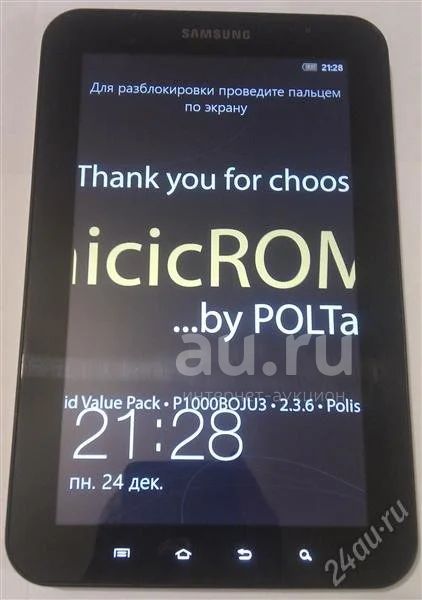 SAMSUNG
21:28
Для разблокировки проведите пальцем
по экрану
Thank you for choos
icicROM
...by POLTa
au.ru
интернет-аукцион
id Value Pack • P1000BOJU3 • 2.3.6 • Polis
21:28
пн. 24 дек.
24au.ru